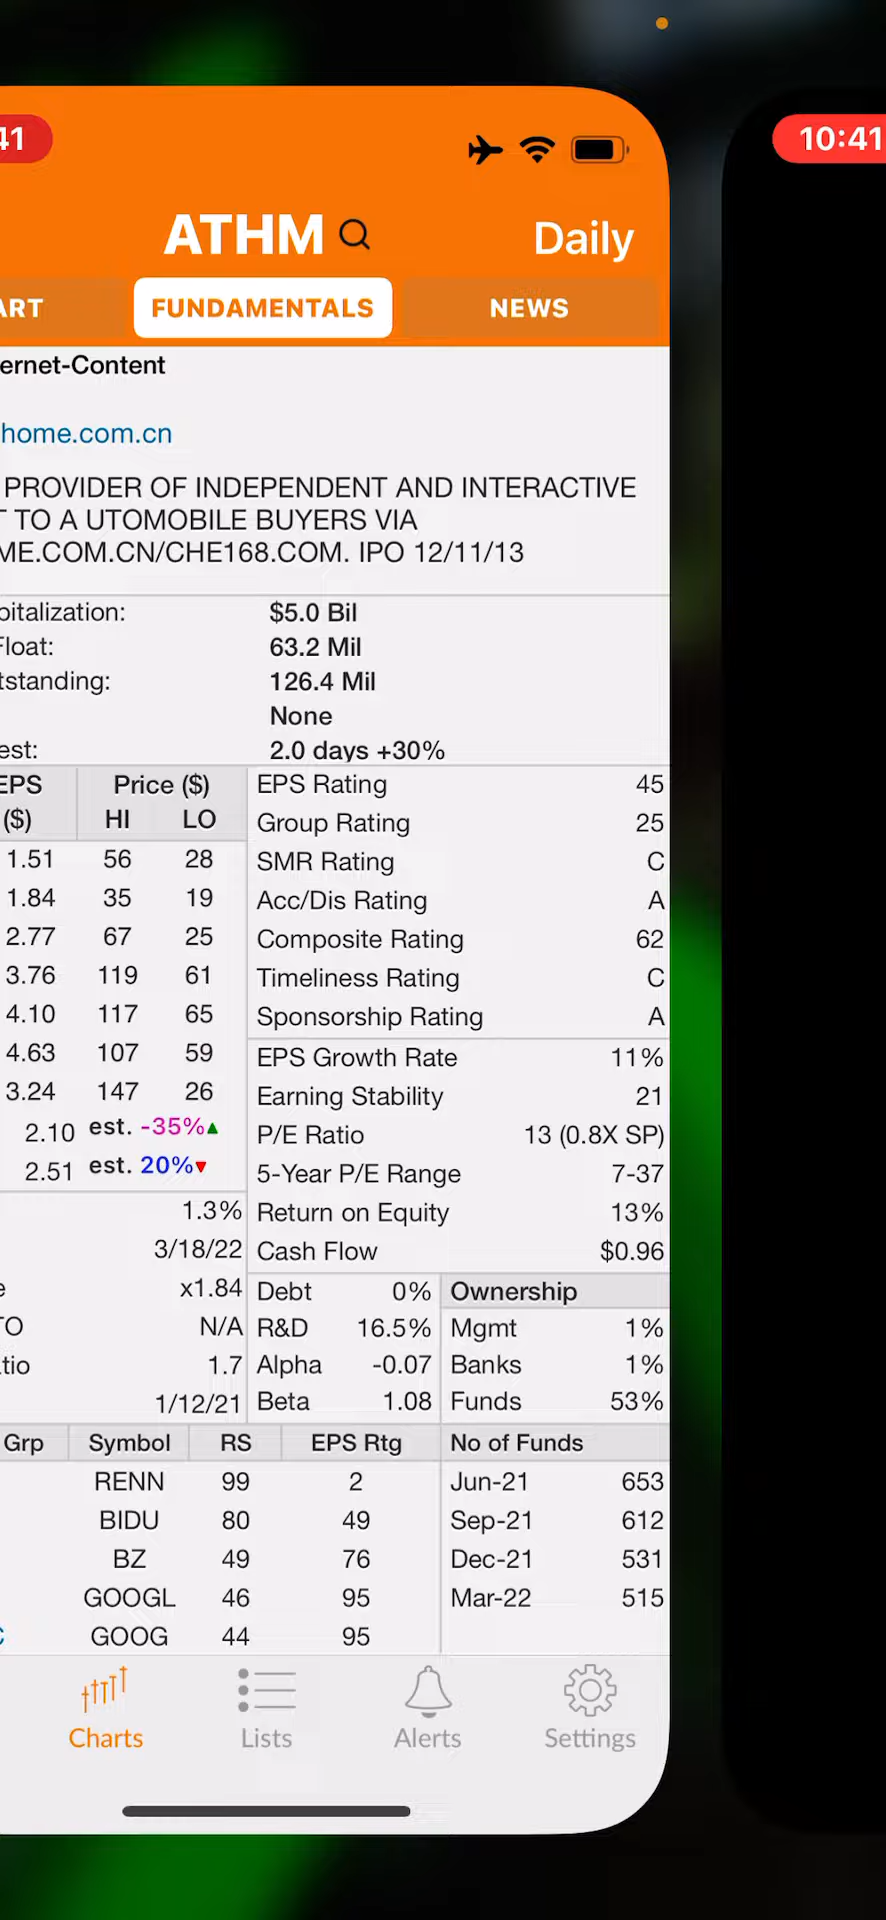 41
10:41
ATHM
Daily
ART
FUNDAMENTALS
NEWS
ernet-Content
home.com.cn
PROVIDER OF INDEPENDENT AND INTERACTIVE
T TO A UTOMOBILE BUYERS VIA
ME.COM.CN/CHE168.COM. IPO 12/11/13
pitalization: $5.0 Bil
Float: 63.2 Mil
tstanding: 126.4 Mil
None
est: 2.0 days +30%
EPS Price ($)
($) HI LO
1.51 56 28
1.84 35 19
2.77 67 25
3.76 119 61
4.10 117 65
4.63 107 59
3.24 147 26
2.10 est. -35%▲
2.51 est. 20%▼
1.3%
3/18/22
e x1.84
TO N/A
tio 1.7
1/12/21
EPS Rating 45
Group Rating 25
SMR Rating C
Acc/Dis Rating A
Composite Rating 62
Timeliness Rating C
Sponsorship Rating A
EPS Growth Rate 11%
Earning Stability 21
P/E Ratio 13 (0.8X SP)
5-Year P/E Range 7-37
Return on Equity 13%
Cash Flow $0.96
Debt 0%
R&D 16.5%
Alpha -0.07
Beta 1.08
Ownership
Mgmt 1%
Banks 1%
Funds 53%
Grp Symbol RS EPS Rtg
RENN 99 2
BIDU 80 49
BZ 49 76
GOOGL 46 95
C GOOG 44 95
No of Funds
Jun-21 653
Sep-21 612
Dec-21 531
Mar-22 515
Charts
Lists
Alerts
Settings